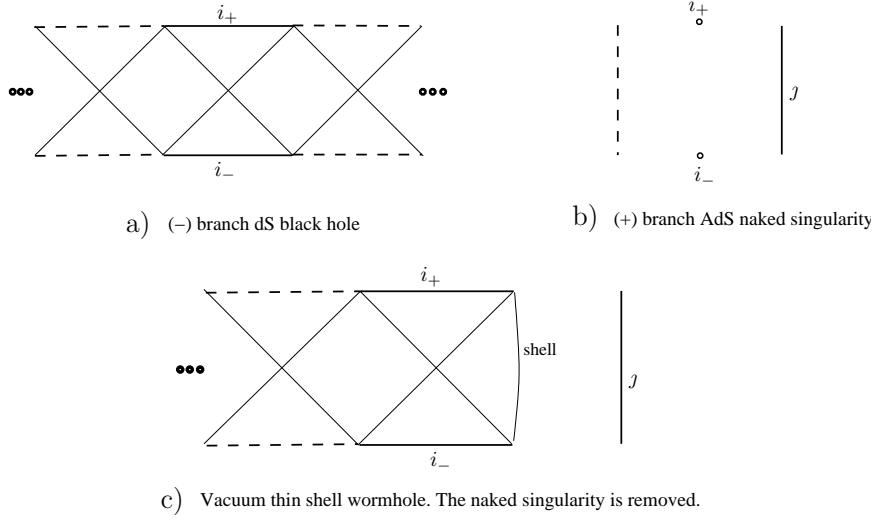 i₊
i₊
J
i₋
i₋
a) (−) branch dS black hole
b) (+) branch AdS naked singularity
i₊
shell
J
i₋
c) Vacuum thin shell wormhole. The naked singularity is removed.